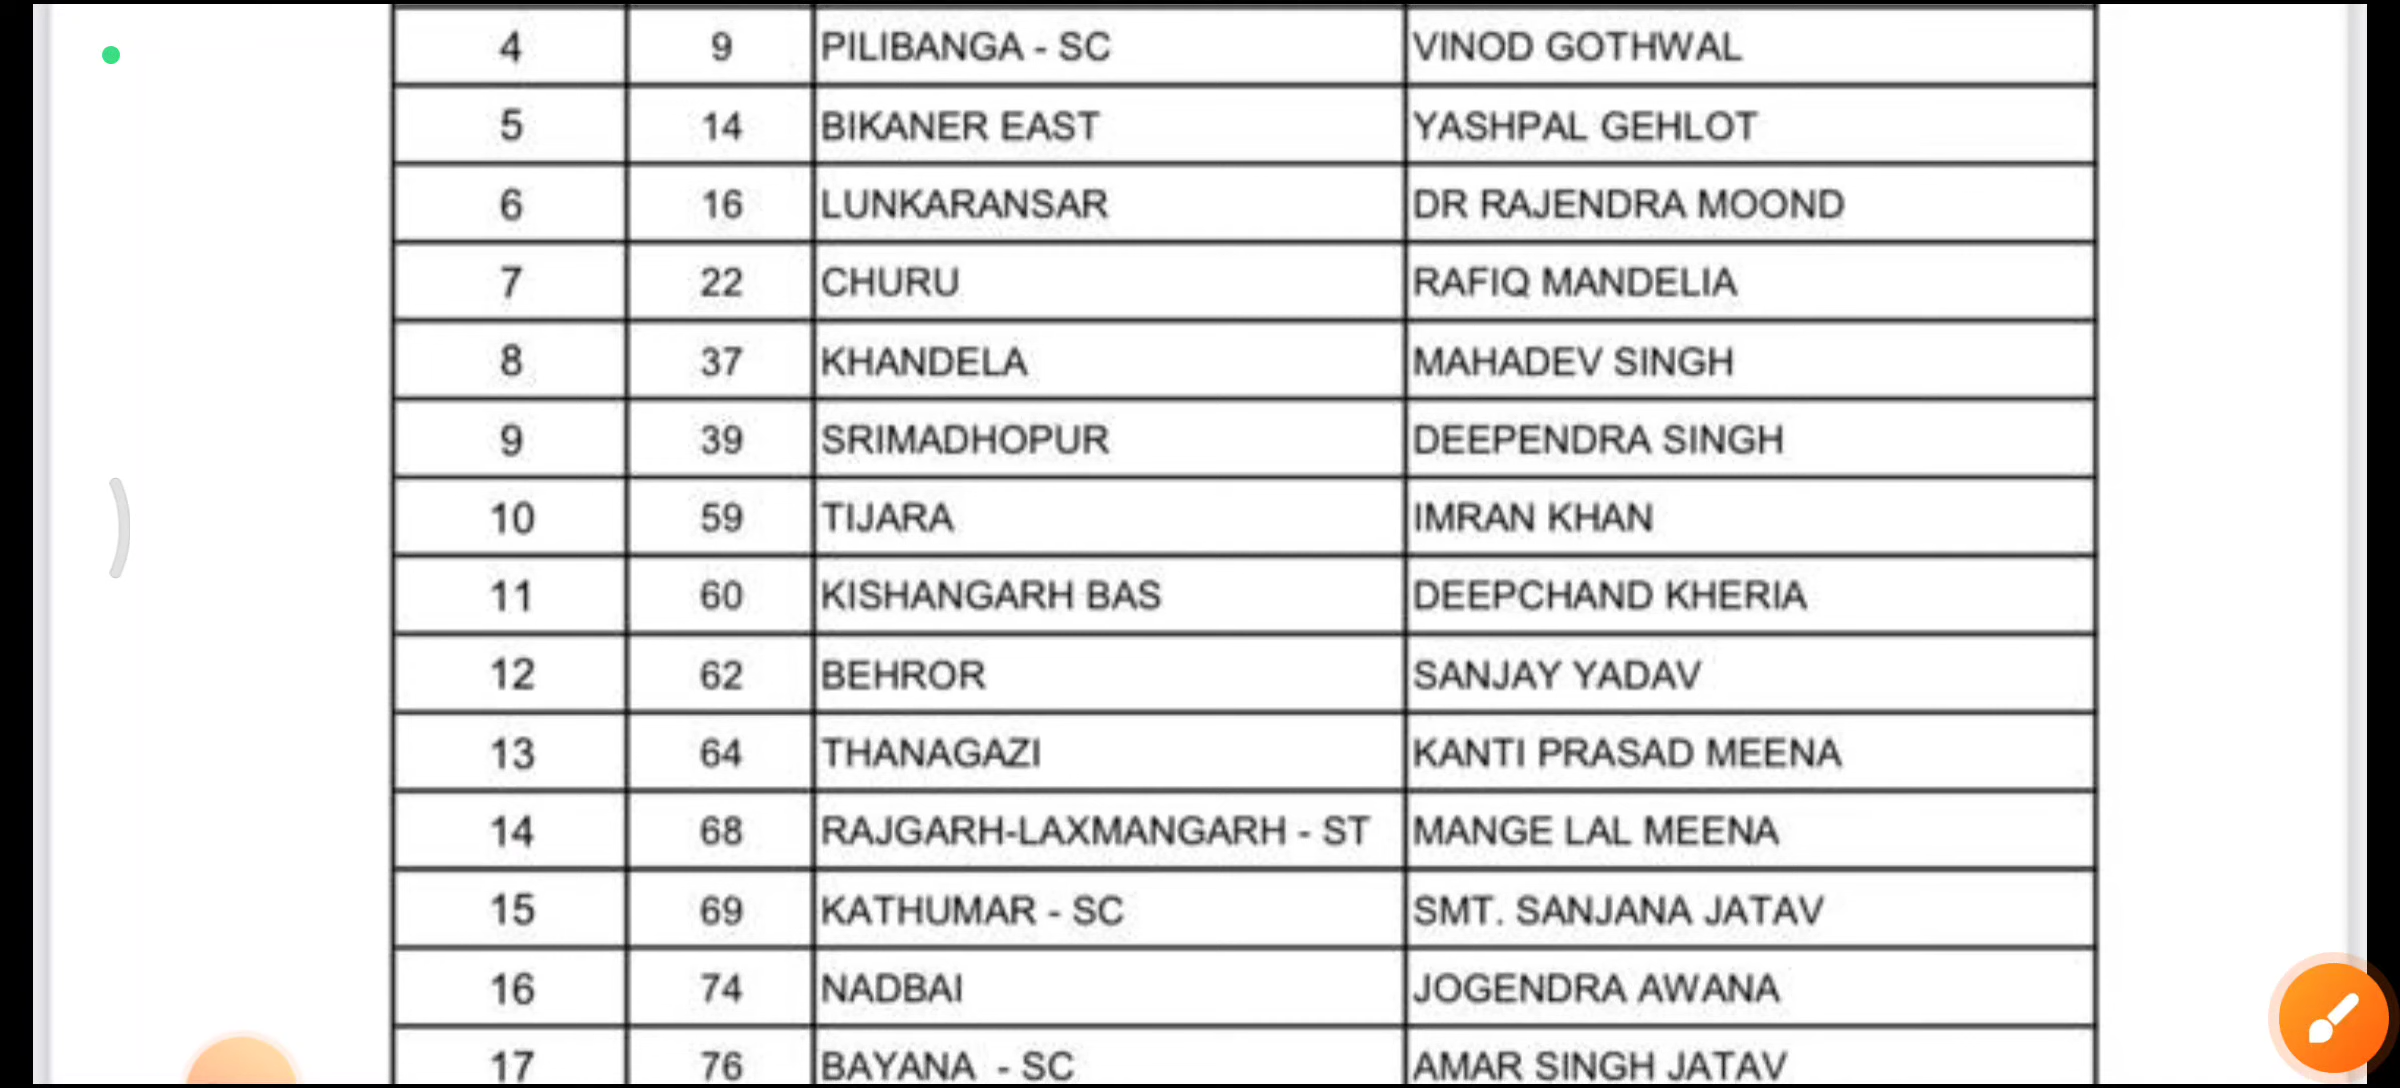 4 9 PILIBANGA - SC VINOD GOTHWAL
5 14 BIKANER EAST YASHPAL GEHLOT
6 16 LUNKARANSAR DR RAJENDRA MOOND
7 22 CHURU RAFIQ MANDELIA
8 37 KHANDELA MAHADEV SINGH
9 39 SRIMADHOPUR DEEPENDRA SINGH
10 59 TIJARA IMRAN KHAN
11 60 KISHANGARH BAS DEEPCHAND KHERIA
12 62 BEHROR SANJAY YADAV
13 64 THANAGAZI KANTI PRASAD MEENA
14 68 RAJGARH-LAXMANGARH - ST MANGE LAL MEENA
15 69 KATHUMAR - SC SMT. SANJANA JATAV
16 74 NADBAI JOGENDRA AWANA
17 76 BAYANA - SC AMAR SINGH JATAV